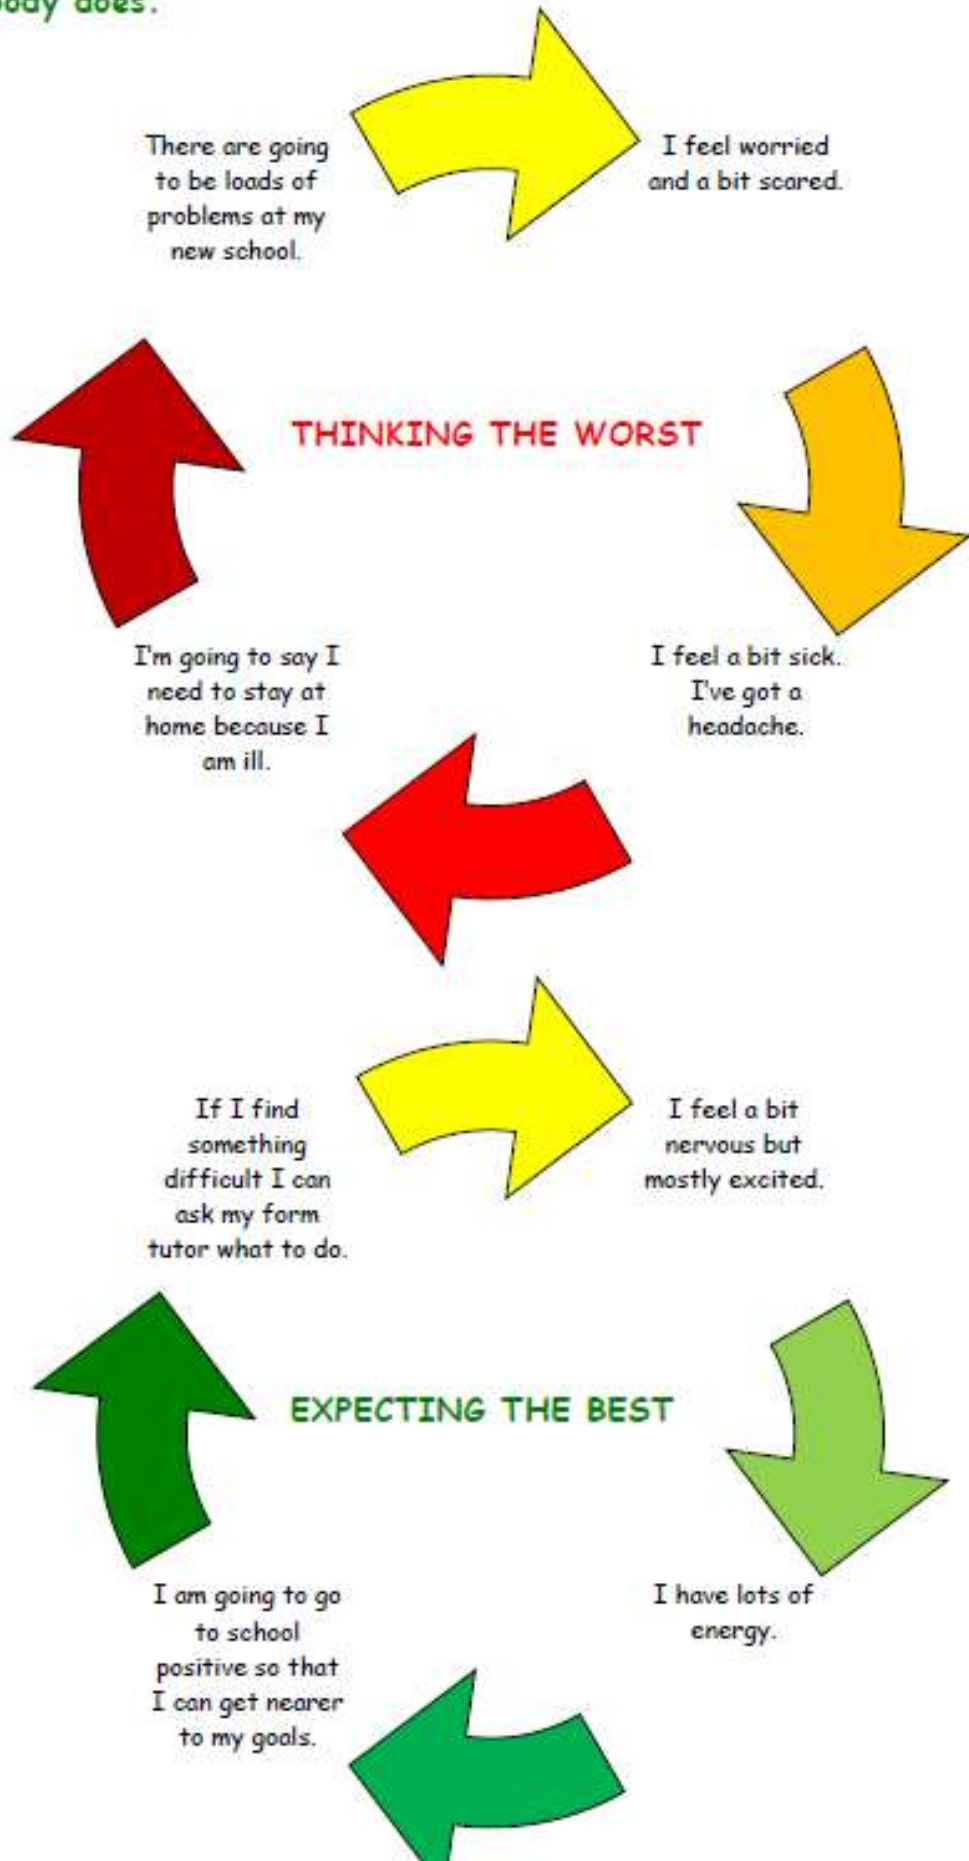 does.
There are going
to be loads of
problems at my
new school.
I feel worried
and a bit scared.
THINKING THE WORST
I'm going to say I
need to stay at
home because I
am ill.
I feel a bit sick.
I've got a
headache.
If I find
something
difficult I can
ask my form
tutor what to do.
I feel a bit
nervous but
mostly excited.
EXPECTING THE BEST
I am going to go
to school
positive so that
I can get nearer
to my goals.
I have lots of
energy.